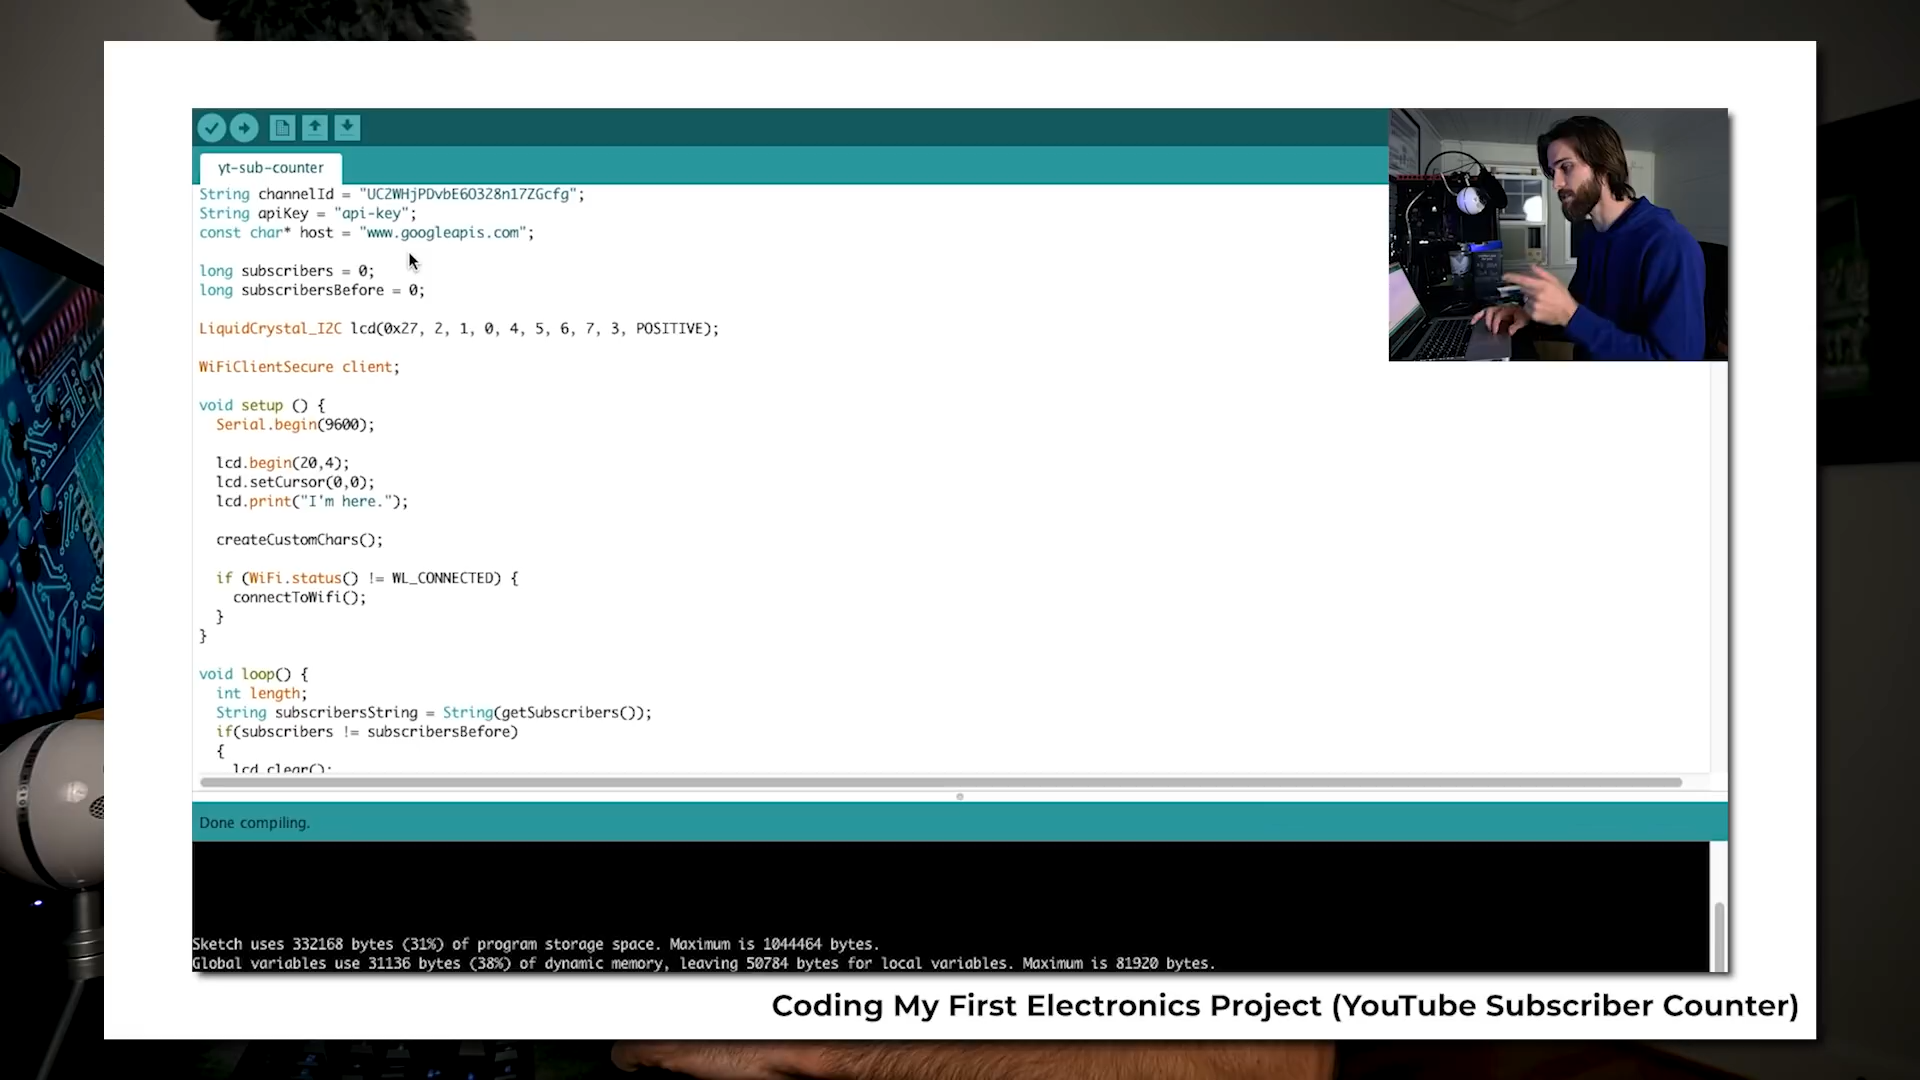 yt-sub-counter
String channelId = "UC2WHjPDvbE6O3Z8n17ZGcfg";
String apiKey = "api-key";
const char* host = "www.googleapis.com";
long subscribers = 0;
long subscribersBefore = 0;
LiquidCrystal_I2C lcd(0x27, 2, 1, 0, 4, 5, 6, 7, 3, POSITIVE);
WiFiClientSecure client;
void setup () {
Serial.begin(9600);
lcd.begin(20,4);
lcd.setCursor(0,0);
lcd.print("I'm here.");
createCustomChars();
if (WiFi.status() != WL_CONNECTED) {
connectToWifi();
}
}
void loop() {
int length;
String subscribersString = String(getSubscribers());
if(subscribers != subscribersBefore)
{
lcd.clear();
Done compiling.
Sketch uses 332168 bytes (31%) of program storage space. Maximum is 1044464 bytes.
Global variables use 31136 bytes (38%) of dynamic memory, leaving 50784 bytes for local variables. Maximum is 81920 bytes.
Coding My First Electronics Project (YouTube Subscriber Counter)